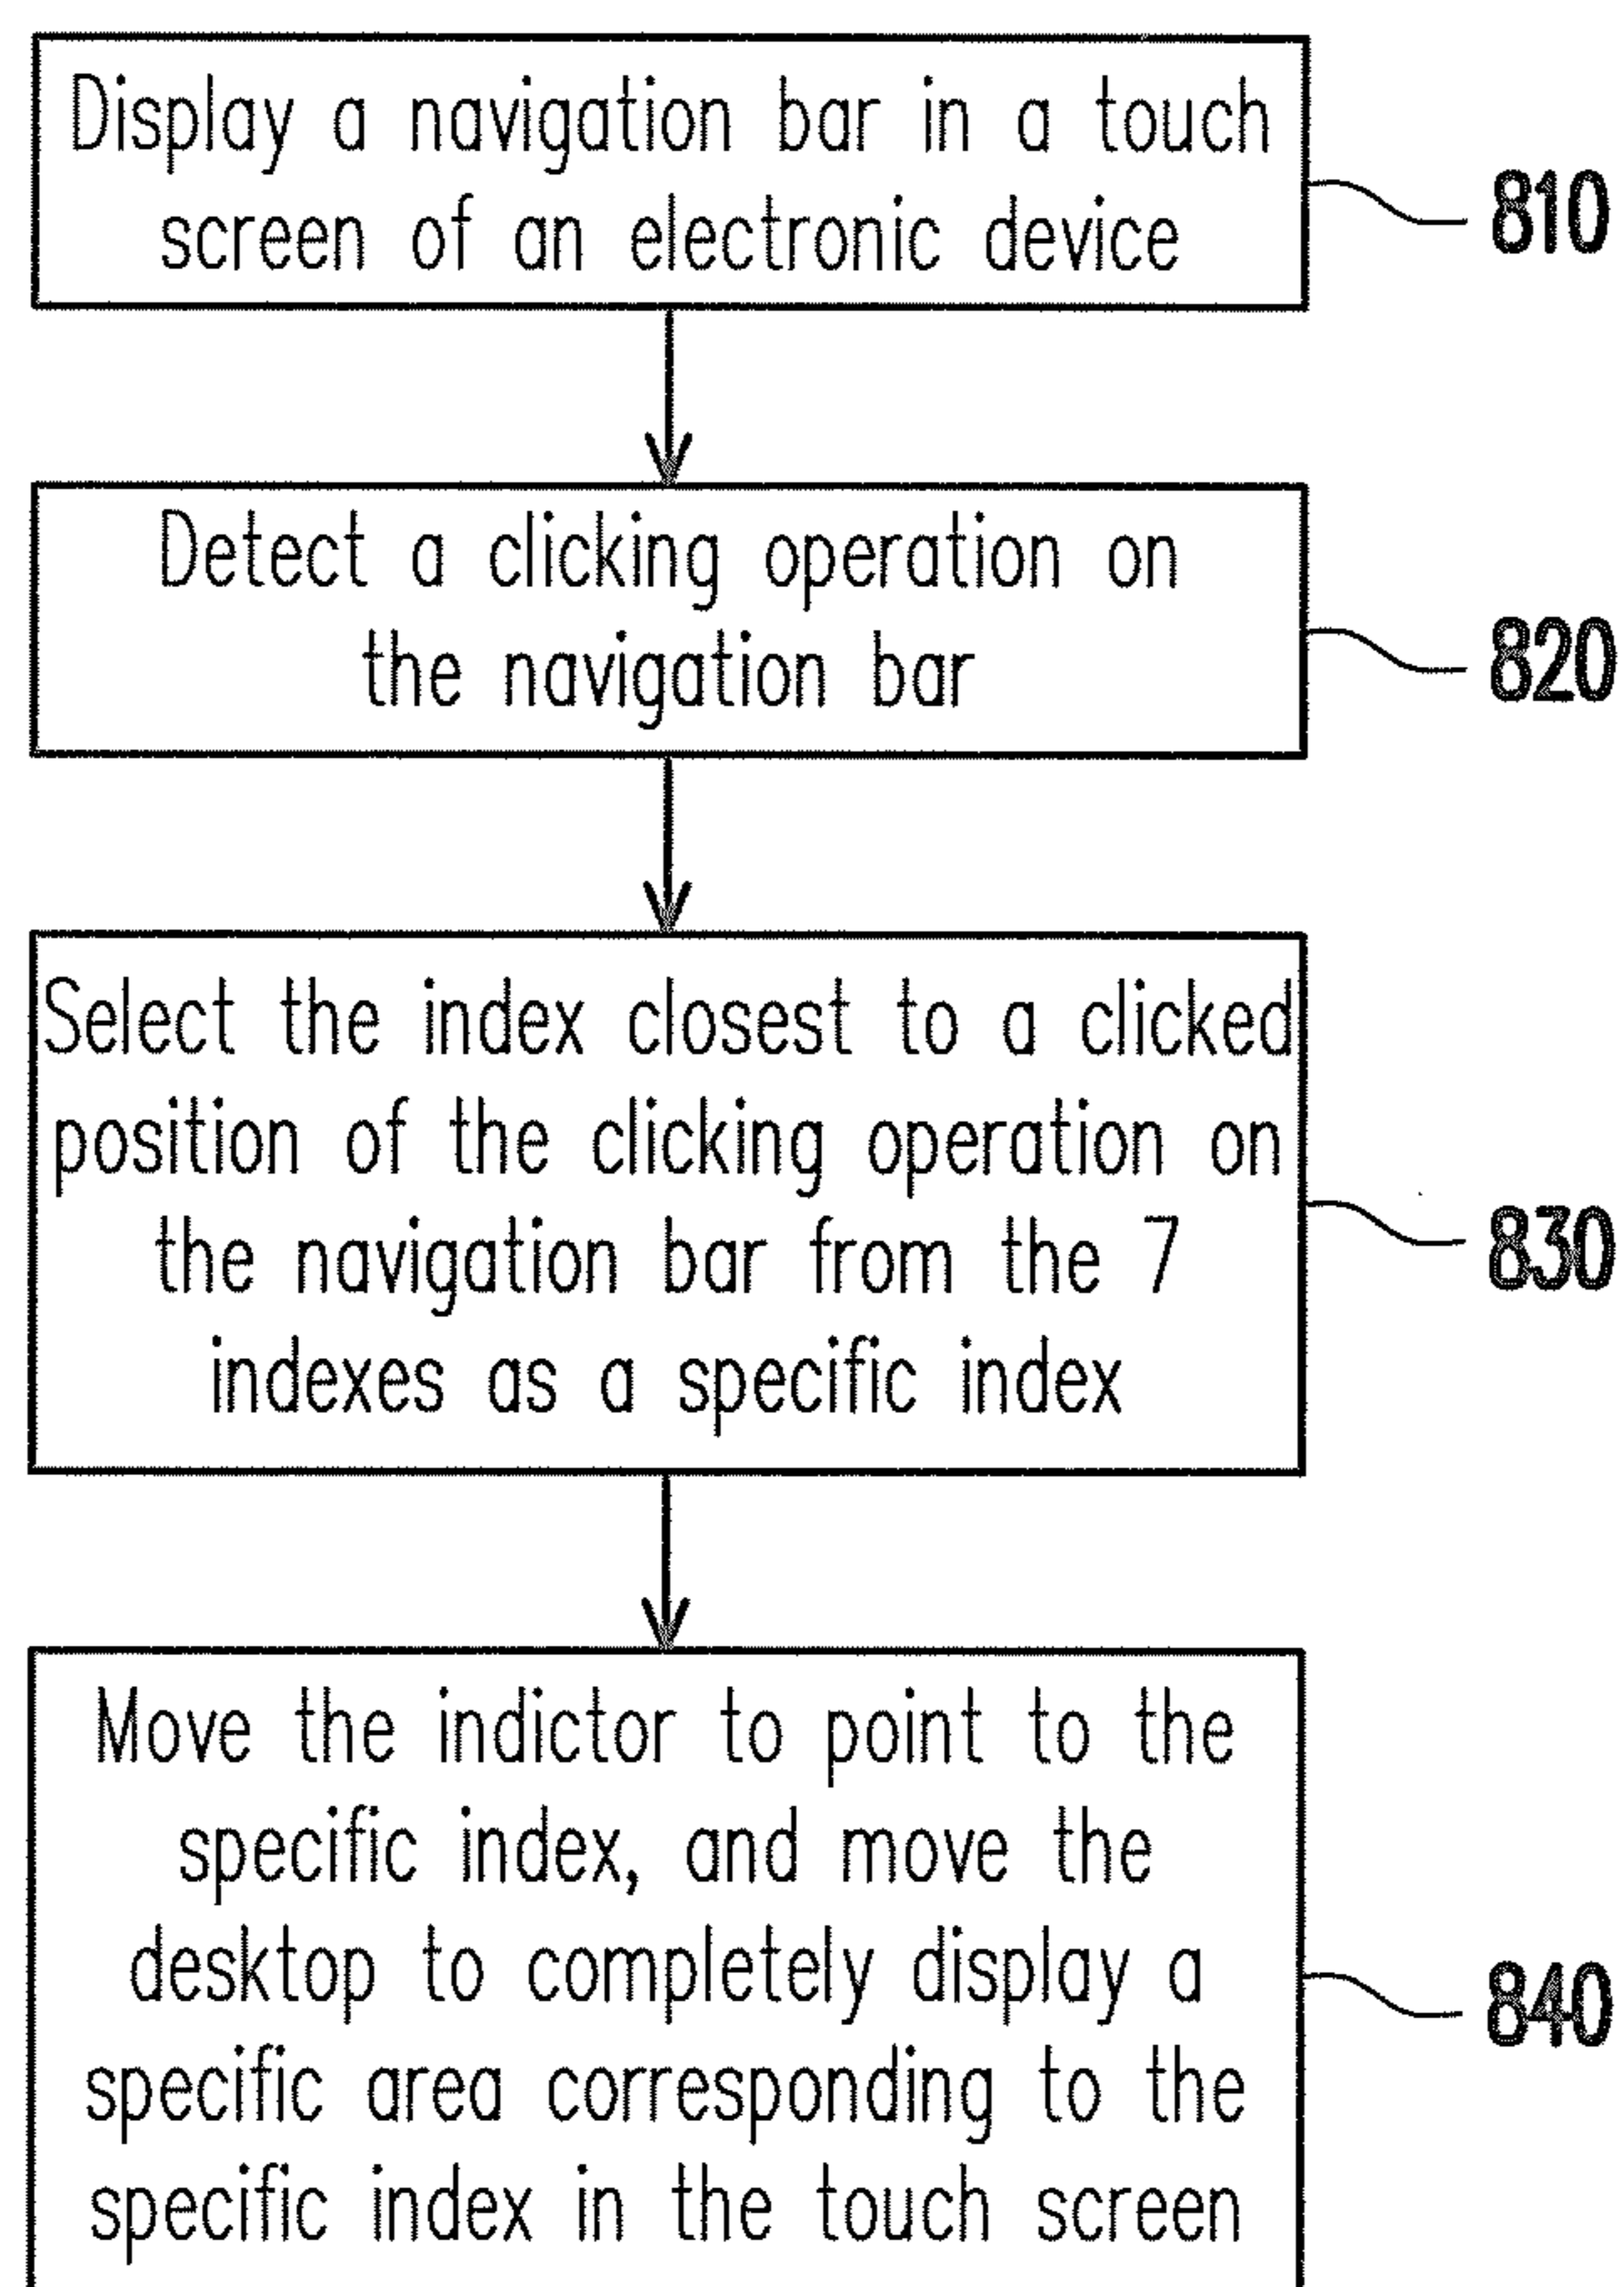 Display a navigation bar in a touch
screen of an electronic device
810
Detect a clicking operation on
the navigation bar
820
Select the index closest to a clicked
position of the clicking operation on
the navigation bar from the 7
indexes as a specific index
830
Move the indictor to point to the
specific index, and move the
desktop to completely display a
specific area corresponding to the
specific index in the touch screen
840